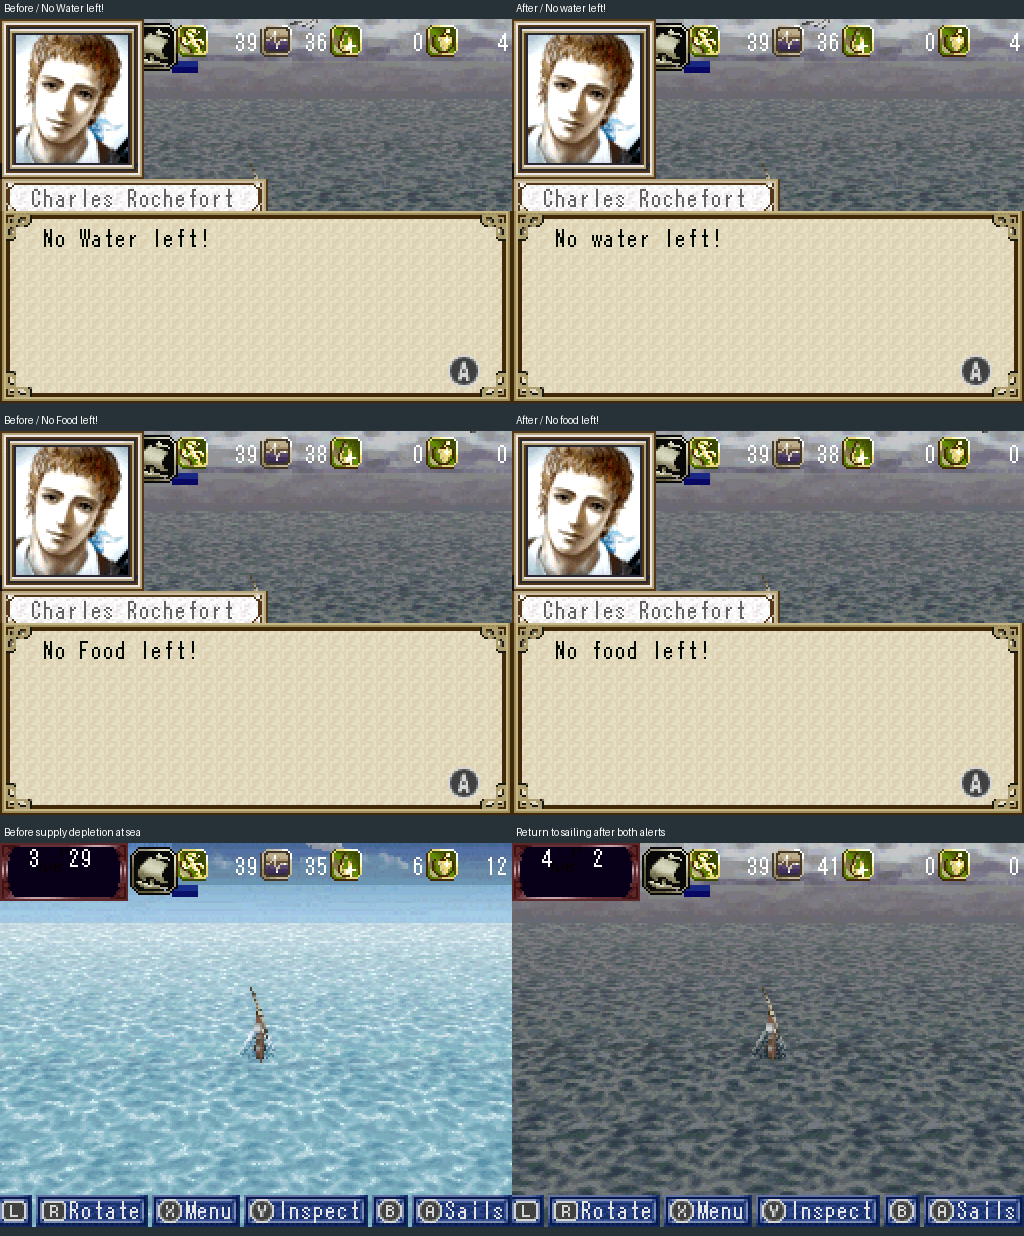 Before / No Water left!
After / No water left!
39 36 0 4
39 36 0 4
Charles Rochefort
Charles Rochefort
No Water left!
No water left!
A
A
Before / No Food left!
After / No food left!
39 38 0 0
39 38 0 0
Charles Rochefort
Charles Rochefort
No Food left!
No food left!
A
A
Before supply depletion at sea
Return to sailing after both alerts
3 29 39 35 6 12
4 2 39 41 0 0
L R Rotate X Menu Y Inspect B A Sails
L R Rotate X Menu Y Inspect B A Sails